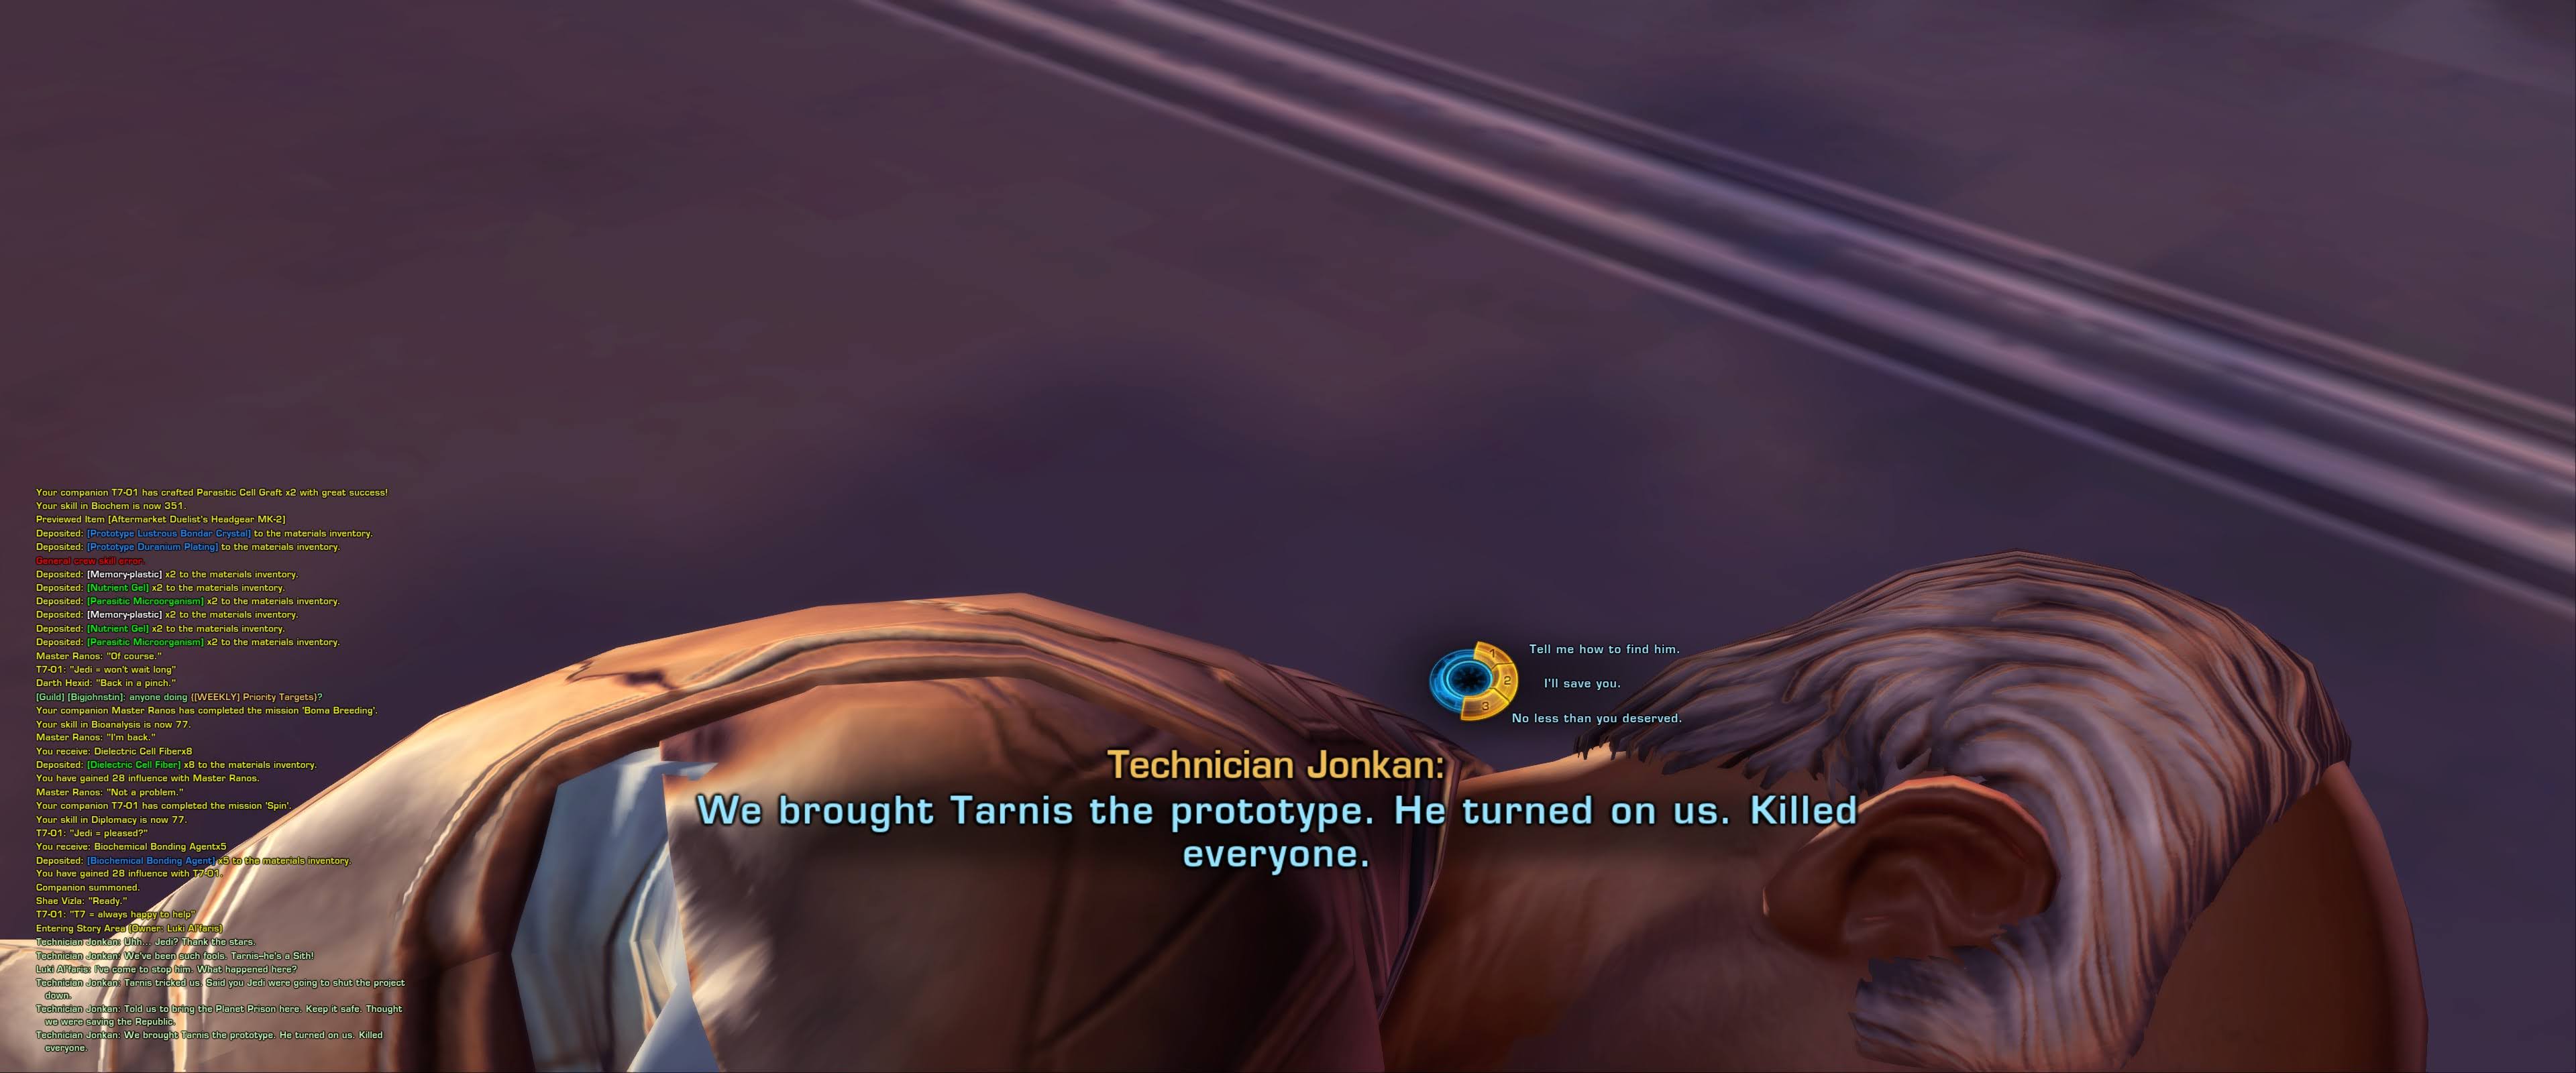 Your companion T7-O1 has crafted Parasitic Cell Graft x2 with great success!
Your skill in Biochem is now 351.
Previewed Item [Aftermarket Duelist's Headgear MK-2]
Deposited: [Prototype Lustrous Bondar Crystal] to the materials inventory.
Deposited: [Prototype Duranium Plating] to the materials inventory.
General crew skill error.
Deposited: [Memory-plastic] x2 to the materials inventory.
Deposited: [Nutrient Gel] x2 to the materials inventory.
Deposited: [Parasitic Microorganism] x2 to the materials inventory.
Deposited: [Memory-plastic] x2 to the materials inventory.
Deposited: [Nutrient Gel] x2 to the materials inventory.
Deposited: [Parasitic Microorganism] x2 to the materials inventory.
Master Ranos: "Of course."
T7-O1: "Jedi = won't wait long"
Darth Hexid: "Back in a pinch."
[Guild] [Bigjohnstin]: anyone doing ([WEEKLY] Priority Targets)?
Your companion Master Ranos has completed the mission 'Boma Breeding'.
Your skill in Bioanalysis is now 77.
Master Ranos: "I'm back."
You receive: Dielectric Cell Fiberx8
Deposited: [Dielectric Cell Fiber] x8 to the materials inventory.
You have gained 28 influence with Master Ranos.
Master Ranos: "Not a problem."
Your companion T7-O1 has completed the mission 'Spin'.
Your skill in Diplomacy is now 77.
T7-O1: "Jedi = pleased?"
You receive: Biochemical Bonding Agentx5
Deposited: [Biochemical Bonding Agent] x5 to the materials inventory.
You have gained 28 influence with T7-O1.
Companion summoned.
Shae Vizla: "Ready."
T7-O1: "T7 = always happy to help"
Entering Story Area (Owner: Luki Al'faris)
Technician Jonkan: Uhh... Jedi? Thank the stars.
Technician Jonkan: We've been such fools. Tarnis--he's a Sith!
Luki Al'faris: I've come to stop him. What happened here?
Technician Jonkan: Tarnis tricked us. Said you Jedi were going to shut the project
down.
Technician Jonkan: Told us to bring the Planet Prison here. Keep it safe. Thought
we were saving the Republic.
Technician Jonkan: We brought Tarnis the prototype. He turned on us. Killed
everyone.
1 Tell me how to find him.
2 I'll save you.
3 No less than you deserved.
Technician Jonkan:
We brought Tarnis the prototype. He turned on us. Killed
everyone.